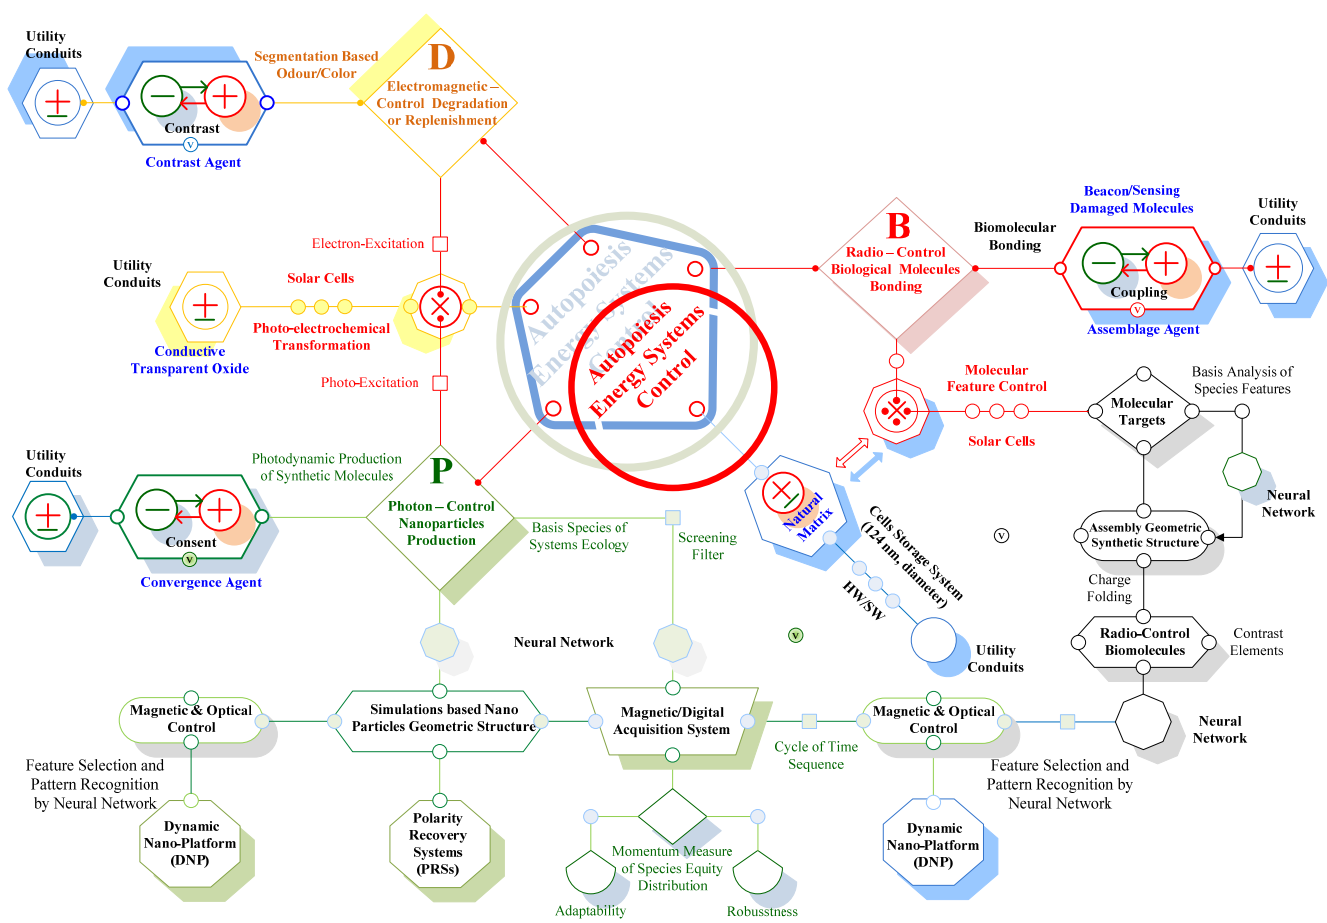 Utility
Conduits
Contrast
V
Contrast Agent
Segmentation Based
Odour/Color
D
Electromagnetic –
Control Degradation
or Replenishment
Electron-Excitation
Utility
Conduits
Solar Cells
Photo-electrochemical
Transformation
Conductive
Transparent Oxide
Photo-Excitation
Autopoiesis
Energy Systems
Control
Autopoiesis
Energy Systems
Control
B
Radio – Control
Biological Molecules
Bonding
Biomolecular
Bonding
Beacon/Sensing
Damaged Molecules
Coupling
V
Assemblage Agent
Utility
Conduits
Molecular
Feature Control
Solar Cells
Molecular
Targets
Basis Analysis of
Species Features
Neural
Network
Assembly Geometric
Synthetic Structure
Charge
Folding
Radio-Control
Biomolecules
Contrast
Elements
Neural
Network
Utility
Conduits
Consent
V
Convergence Agent
Photodynamic Production
of Synthetic Molecules
P
Photon – Control
Nanoparticles
Production
Basis Species of
Systems Ecology
Screening
Filter
Natural
Matrix
Cells Storage System
(124 nm, diameter)
HW/SW
Utility
Conduits
V
V
Neural Network
Magnetic & Optical
Control
Simulations based Nano
Particles Geometric Structure
Magnetic/Digital
Acquisition System
Cycle of Time
Sequence
Magnetic & Optical
Control
Feature Selection and
Pattern Recognition
by Neural Network
Dynamic
Nano-Platform
(DNP)
Polarity
Recovery
Systems
(PRSs)
Momentum Measure
of Species Equity
Distribution
Adaptability
Robusstness
Dynamic
Nano-Platform
(DNP)
Feature Selection and
Pattern Recognition by
Neural Network